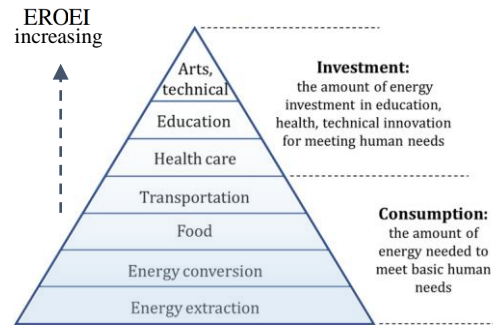 EROEI
increasing
Arts,
technical
Education
Health care
Transportation
Food
Energy conversion
Energy extraction
Investment:
the amount of energy
investment in education,
health, technical innovation
for meeting human needs
Consumption:
the amount of
energy needed to
meet basic human
needs